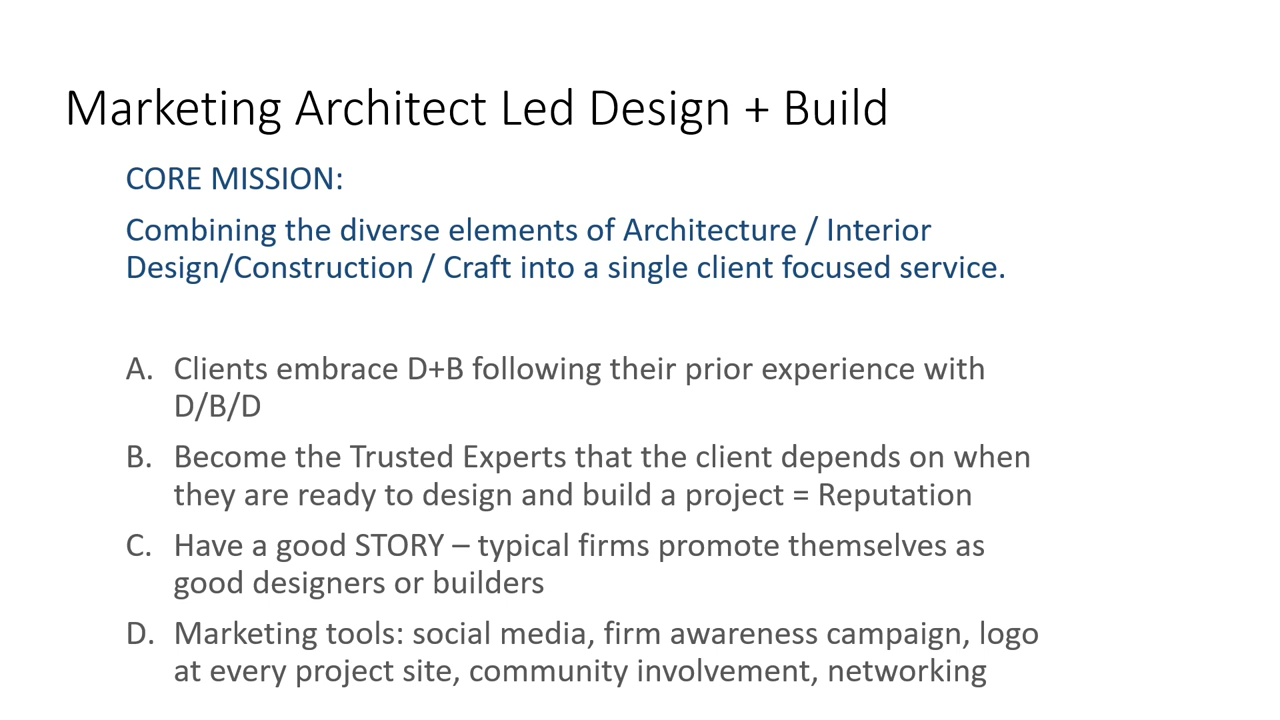 Marketing Architect Led Design + Build
CORE MISSION:
Combining the diverse elements of Architecture / Interior
Design/Construction / Craft into a single client focused service.
A. Clients embrace D+B following their prior experience with
D/B/D
B. Become the Trusted Experts that the client depends on when
they are ready to design and build a project = Reputation
C. Have a good STORY – typical firms promote themselves as
good designers or builders
D. Marketing tools: social media, firm awareness campaign, logo
at every project site, community involvement, networking